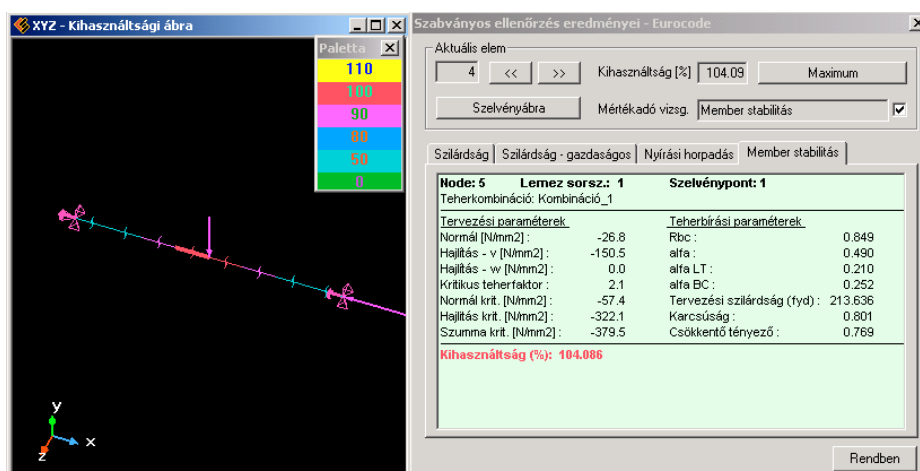 XYZ - Kihasználtsági ábra
Paletta
110
100
90
80
50
0
y
x
z
Szabványos ellenőrzés eredményei - Eurocode
Aktuális elem
4 << >> Kihasználtság [%] 104.09 Maximum
Szelvényábra Mértékadó vizsg. Member stabilitás
Szilárdság Szilárdság - gazdaságos Nyírási horpadás Member stabilitás
Node: 5 Lemez sorsz.: 1 Szelvénypont: 1
Teherkombináció: Kombináció_1
Tervezési paraméterek Teherbírási paraméterek
Normál [N/mm2] : -26.8 Rbc : 0.849
Hajlítás - v [N/mm2] : -150.5 alfa : 0.490
Hajlítás - w [N/mm2] : 0.0 alfa LT : 0.210
Kritikus teherfaktor : 2.1 alfa BC : 0.252
Normál krit. [N/mm2] : -57.4 Tervezési szilárdság (fyd) : 213.636
Hajlítás krit. [N/mm2] : -322.1 Karcsúság : 0.801
Szumma krit. [N/mm2] : -379.5 Csökkentő tényező : 0.769
Kihasználtság (%): 104.086
Rendben